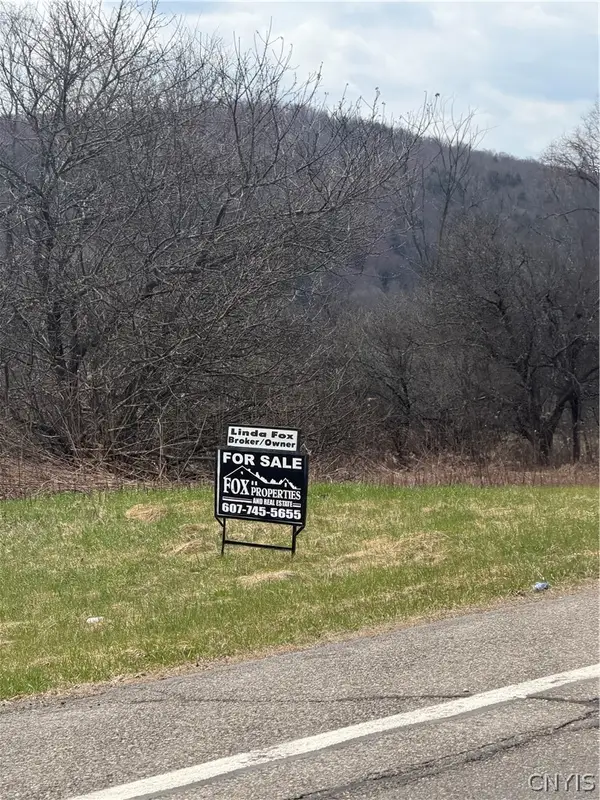 Linda Fox
Broker/Owner
FOR SALE
FOX PROPERTIES
AND REAL ESTATE
607-745-5655
CNYIS